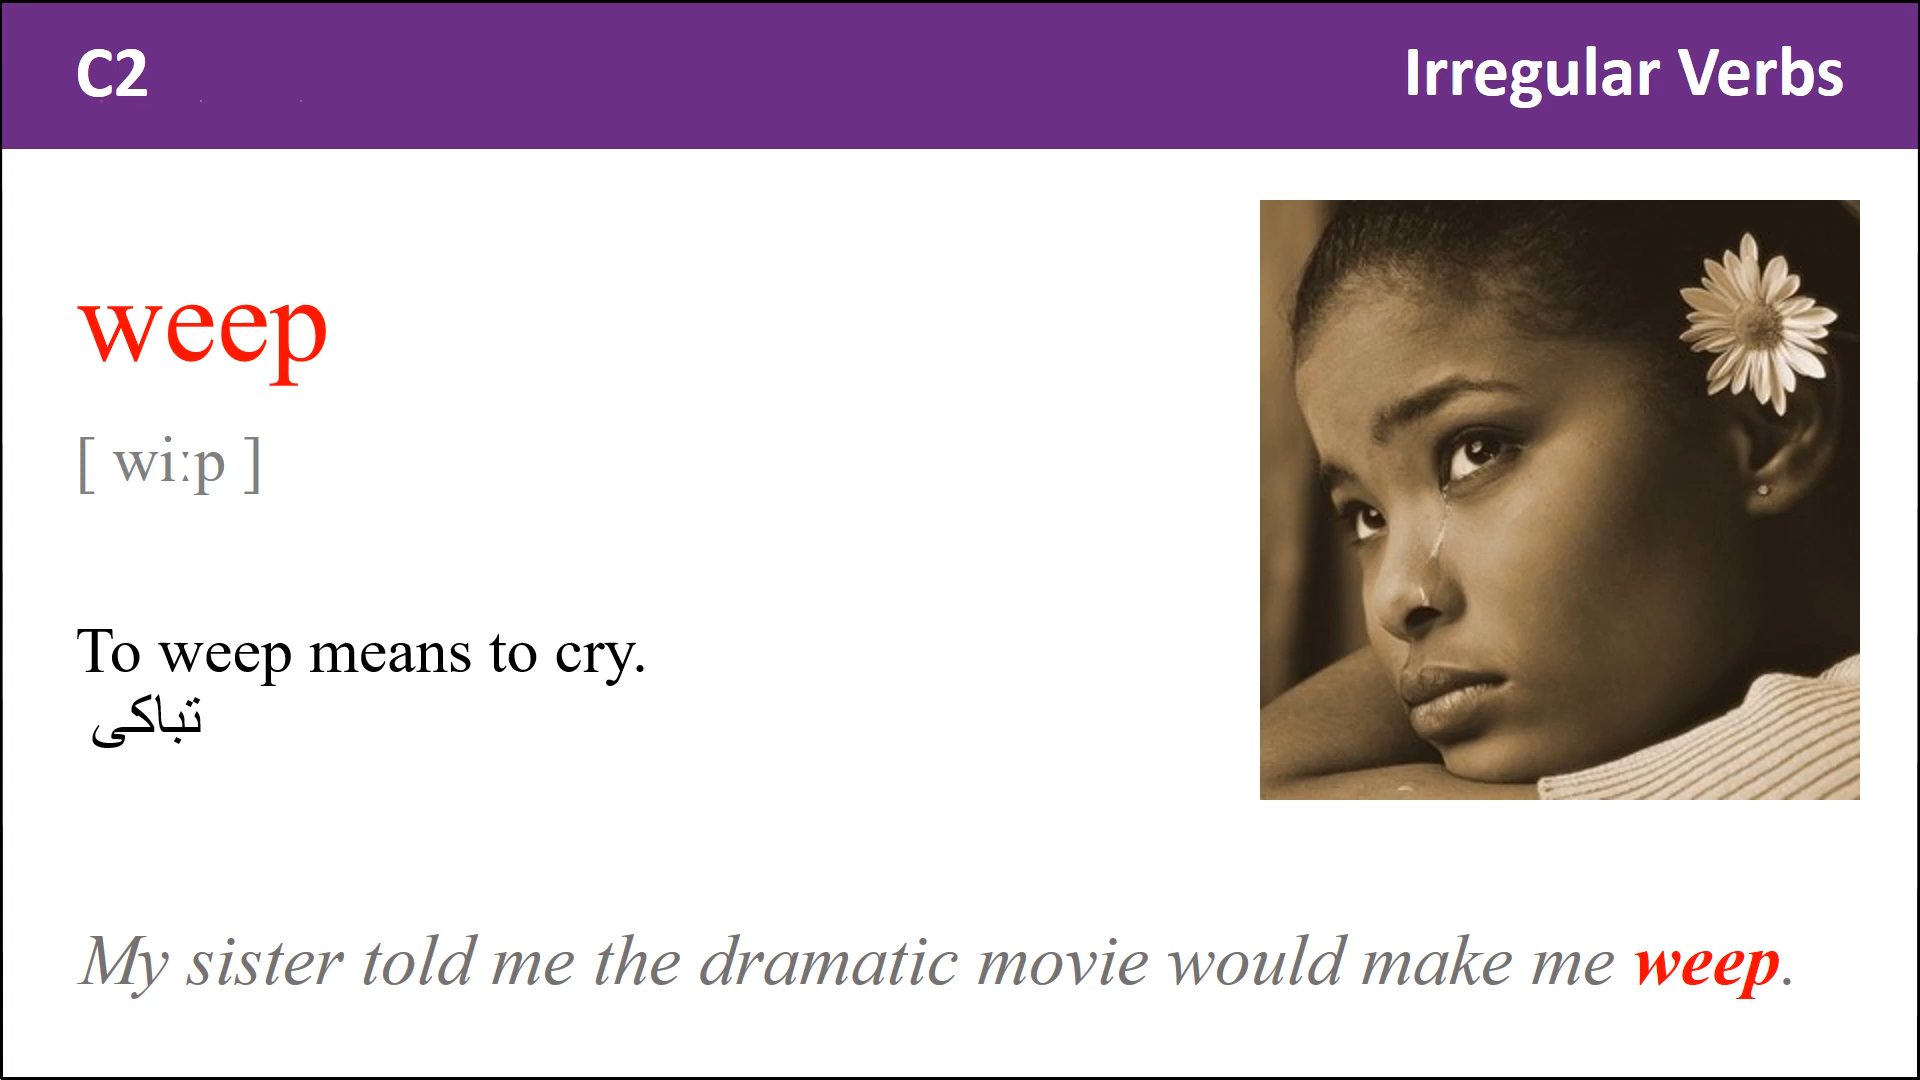 C2
Irregular Verbs
weep
[ wi:p ]
To weep means to cry.
تباكى
My sister told me the dramatic movie would make me weep.